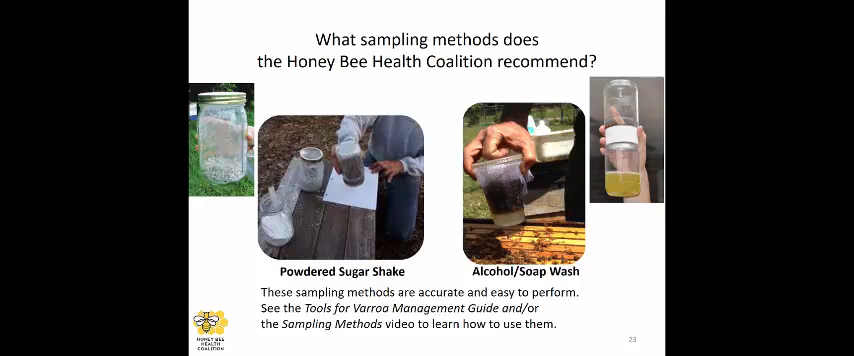 What sampling methods does
the Honey Bee Health Coalition recommend?
Powdered Sugar Shake
Alcohol/Soap Wash
These sampling methods are accurate and easy to perform.
See the Tools for Varroa Management Guide and/or
the Sampling Methods video to learn how to use them.
HONEY BEE
HEALTH
COALITION
23